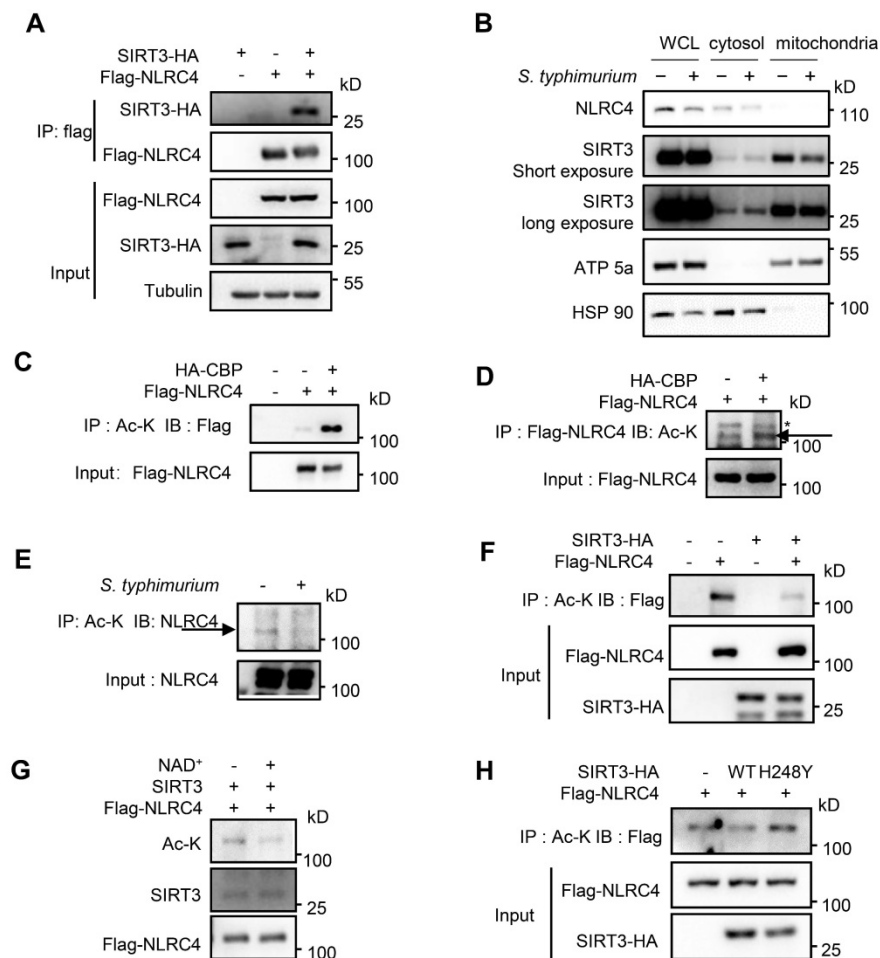 A
SIRT3-HA + - +
Flag-NLRC4 - + +
kD
IP: flag
SIRT3-HA
25
Flag-NLRC4
100
Input
Flag-NLRC4
100
SIRT3-HA
25
Tubulin
55
B
WCL cytosol mitochondria
S. typhimurium – + – + – +
kD
NLRC4
110
SIRT3
Short exposure
25
SIRT3
long exposure
25
ATP 5a
55
HSP 90
100
C
HA-CBP - - +
Flag-NLRC4 - + +
kD
IP : Ac-K IB : Flag
100
Input: Flag-NLRC4
100
D
HA-CBP - +
Flag-NLRC4 + +
kD
IP : Flag-NLRC4 IB: Ac-K
*
100
Input : Flag-NLRC4
100
E
S. typhimurium - +
kD
IP: Ac-K IB: NLRC4
100
Input : NLRC4
100
F
SIRT3-HA - - + +
Flag-NLRC4 - + - +
kD
IP : Ac-K IB : Flag
100
Input
Flag-NLRC4
100
SIRT3-HA
25
G
NAD+ - +
SIRT3 + +
Flag-NLRC4 + +
kD
Ac-K
100
SIRT3
25
Flag-NLRC4
100
H
SIRT3-HA - WT H248Y
Flag-NLRC4 + + +
kD
IP : Ac-K IB : Flag
100
Input
Flag-NLRC4
100
SIRT3-HA
25